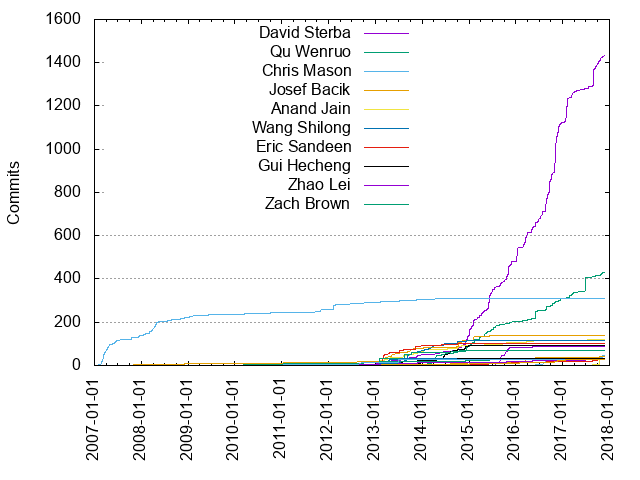 Commits
1600
1400
1200
1000
800
600
400
200
0
David Sterba
Qu Wenruo
Chris Mason
Josef Bacik
Anand Jain
Wang Shilong
Eric Sandeen
Gui Hecheng
Zhao Lei
Zach Brown
2007-01-01
2008-01-01
2009-01-01
2010-01-01
2011-01-01
2012-01-01
2013-01-01
2014-01-01
2015-01-01
2016-01-01
2017-01-01
2018-01-01